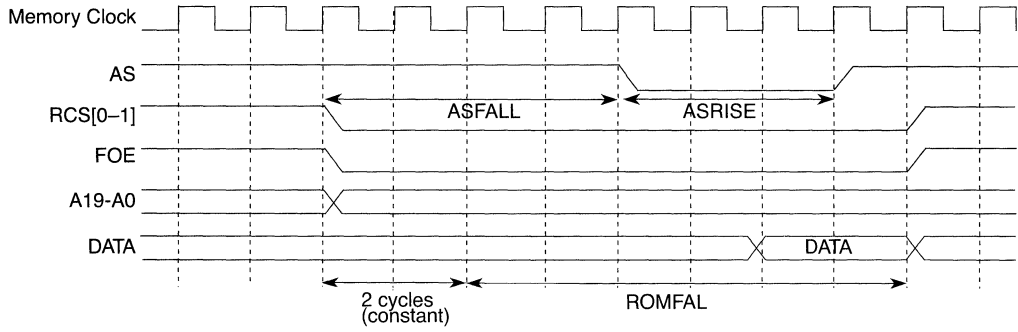 Memory Clock
AS
ASFALL
ASRISE
RCS[0–1]
FOE
A19-A0
DATA
DATA
2 cycles
(constant)
ROMFAL